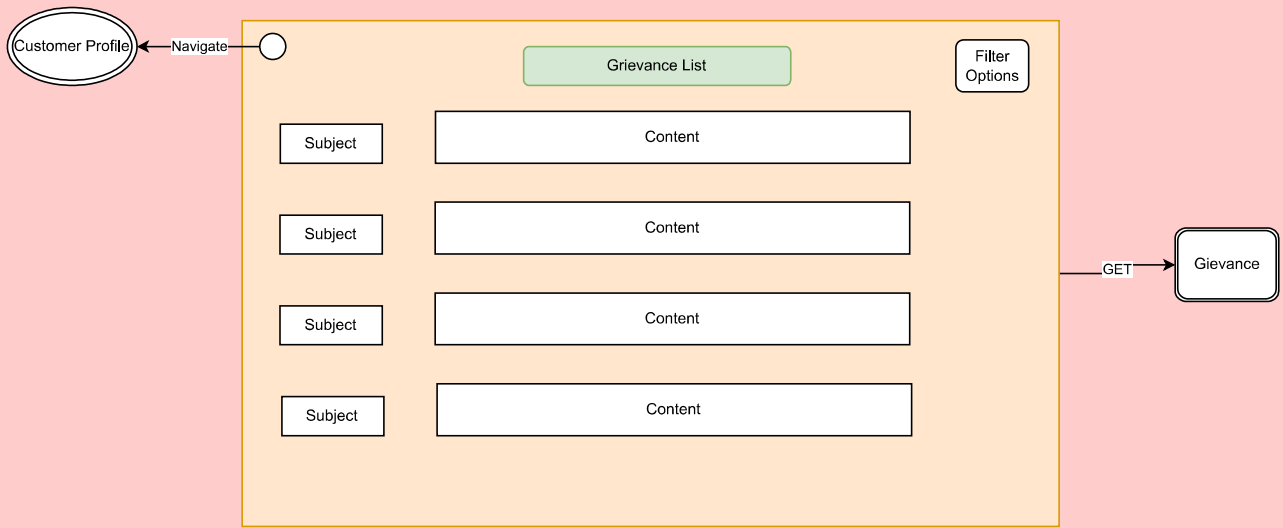 Customer Profile
Navigate
Grievance List
Filter
Options
Subject
Content
Subject
Content
Subject
Content
Subject
Content
GET
Gievance